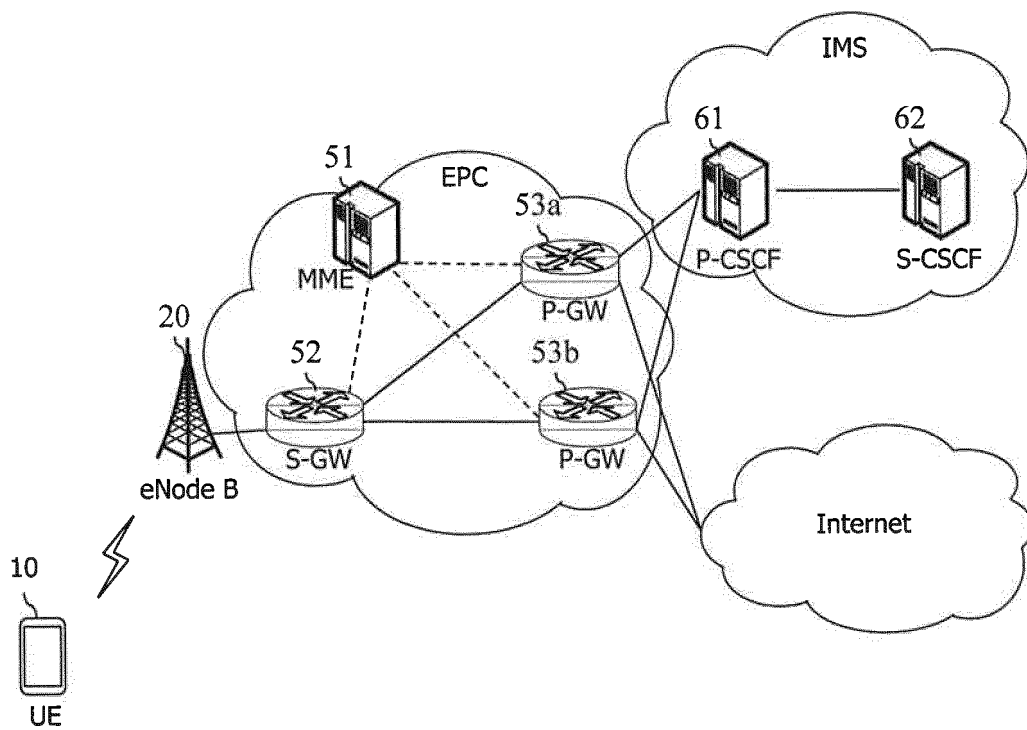 IMS
61
62
P-CSCF
S-CSCF
51
EPC
53a
MME
P-GW
20
52
53b
S-GW
P-GW
eNode B
Internet
10
UE